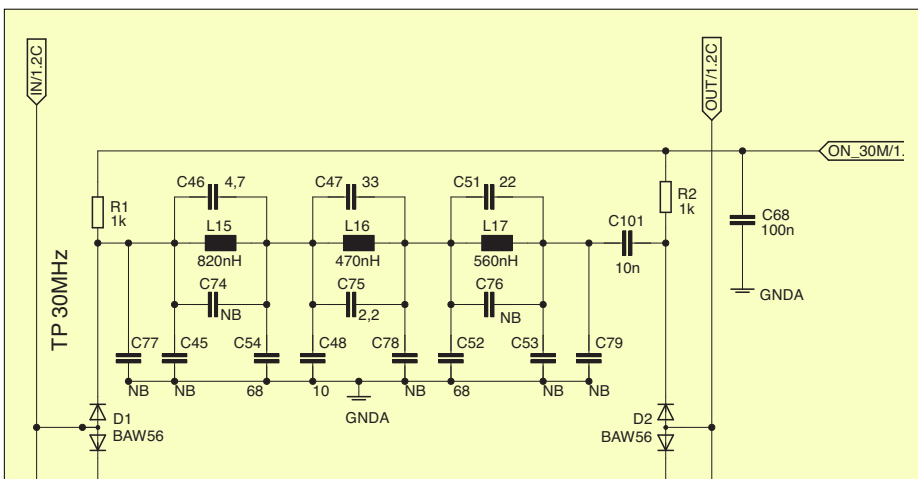 IN/1.2C
OUT/1.2C
ON_30M/1.
TP 30MHz
R1
1k
C46 4,7
L15
820nH
C74
NB
C47 33
L16
470nH
C75
2,2
C51 22
L17
560nH
C76
NB
C101
10n
R2
1k
C68
100n
GNDA
C77
NB
C45
NB
C54
68
C48
10
C78
NB
C52
68
C53
NB
C79
NB
GNDA
D1
BAW56
D2
BAW56